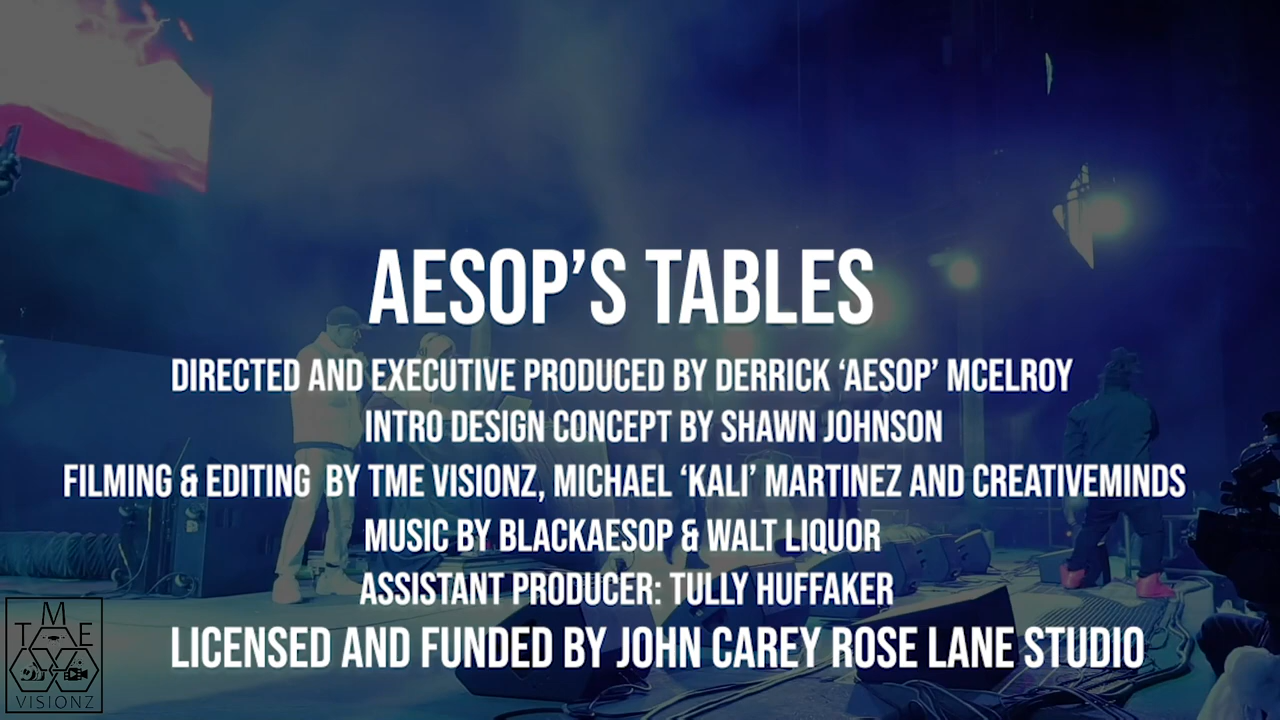 AESOP’S TABLES
DIRECTED AND EXECUTIVE PRODUCED BY DERRICK ‘AESOP’ MCELROY
INTRO DESIGN CONCEPT BY SHAWN JOHNSON
FILMING & EDITING BY TME VISIONZ, MICHAEL ‘KALI’ MARTINEZ AND CREATIVEMINDS
MUSIC BY BLACKAESOP & WALT LIQUOR
ASSISTANT PRODUCER: TULLY HUFFAKER
LICENSED AND FUNDED BY JOHN CAREY ROSE LANE STUDIO
TME
VISIONZ